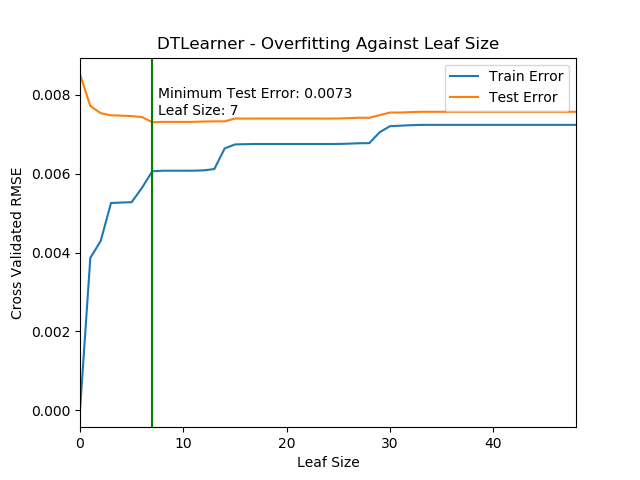 DTLearner - Overfitting Against Leaf Size
Train Error
Test Error
Minimum Test Error: 0.0073
Leaf Size: 7
0.008
0.006
0.004
0.002
0.000
Cross Validated RMSE
0 10 20 30 40
Leaf Size